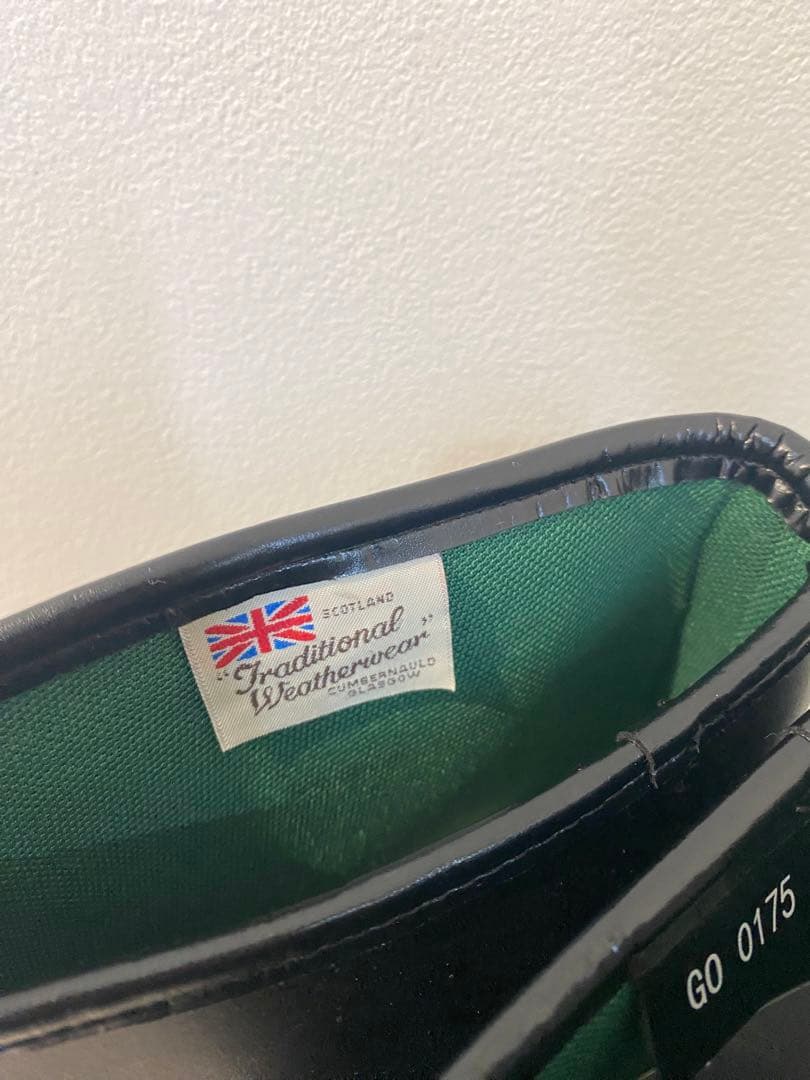 SCOTLAND
"Traditional
Weatherwear"
CUMBERNAULD
GLASGOW
GO 0175